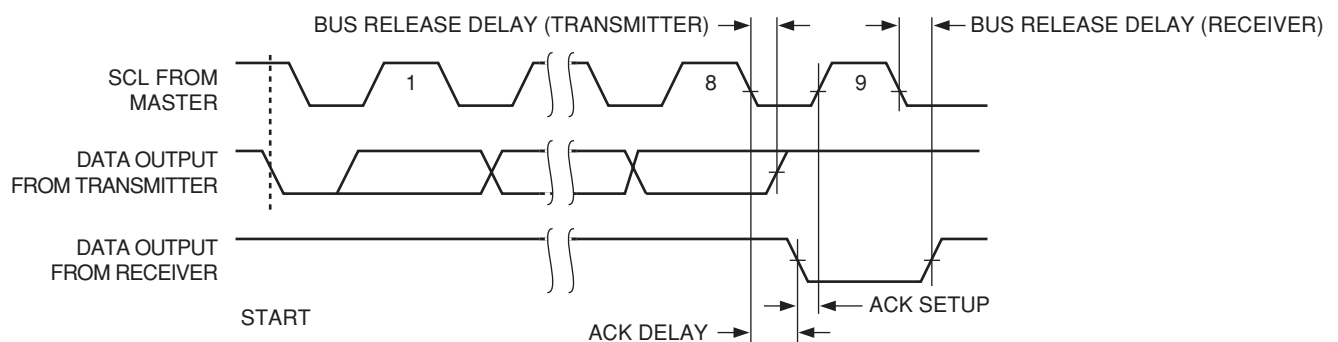 BUS RELEASE DELAY (TRANSMITTER)
BUS RELEASE DELAY (RECEIVER)
SCL FROM
MASTER
1
8
9
DATA OUTPUT
FROM TRANSMITTER
DATA OUTPUT
FROM RECEIVER
START
ACK SETUP
ACK DELAY